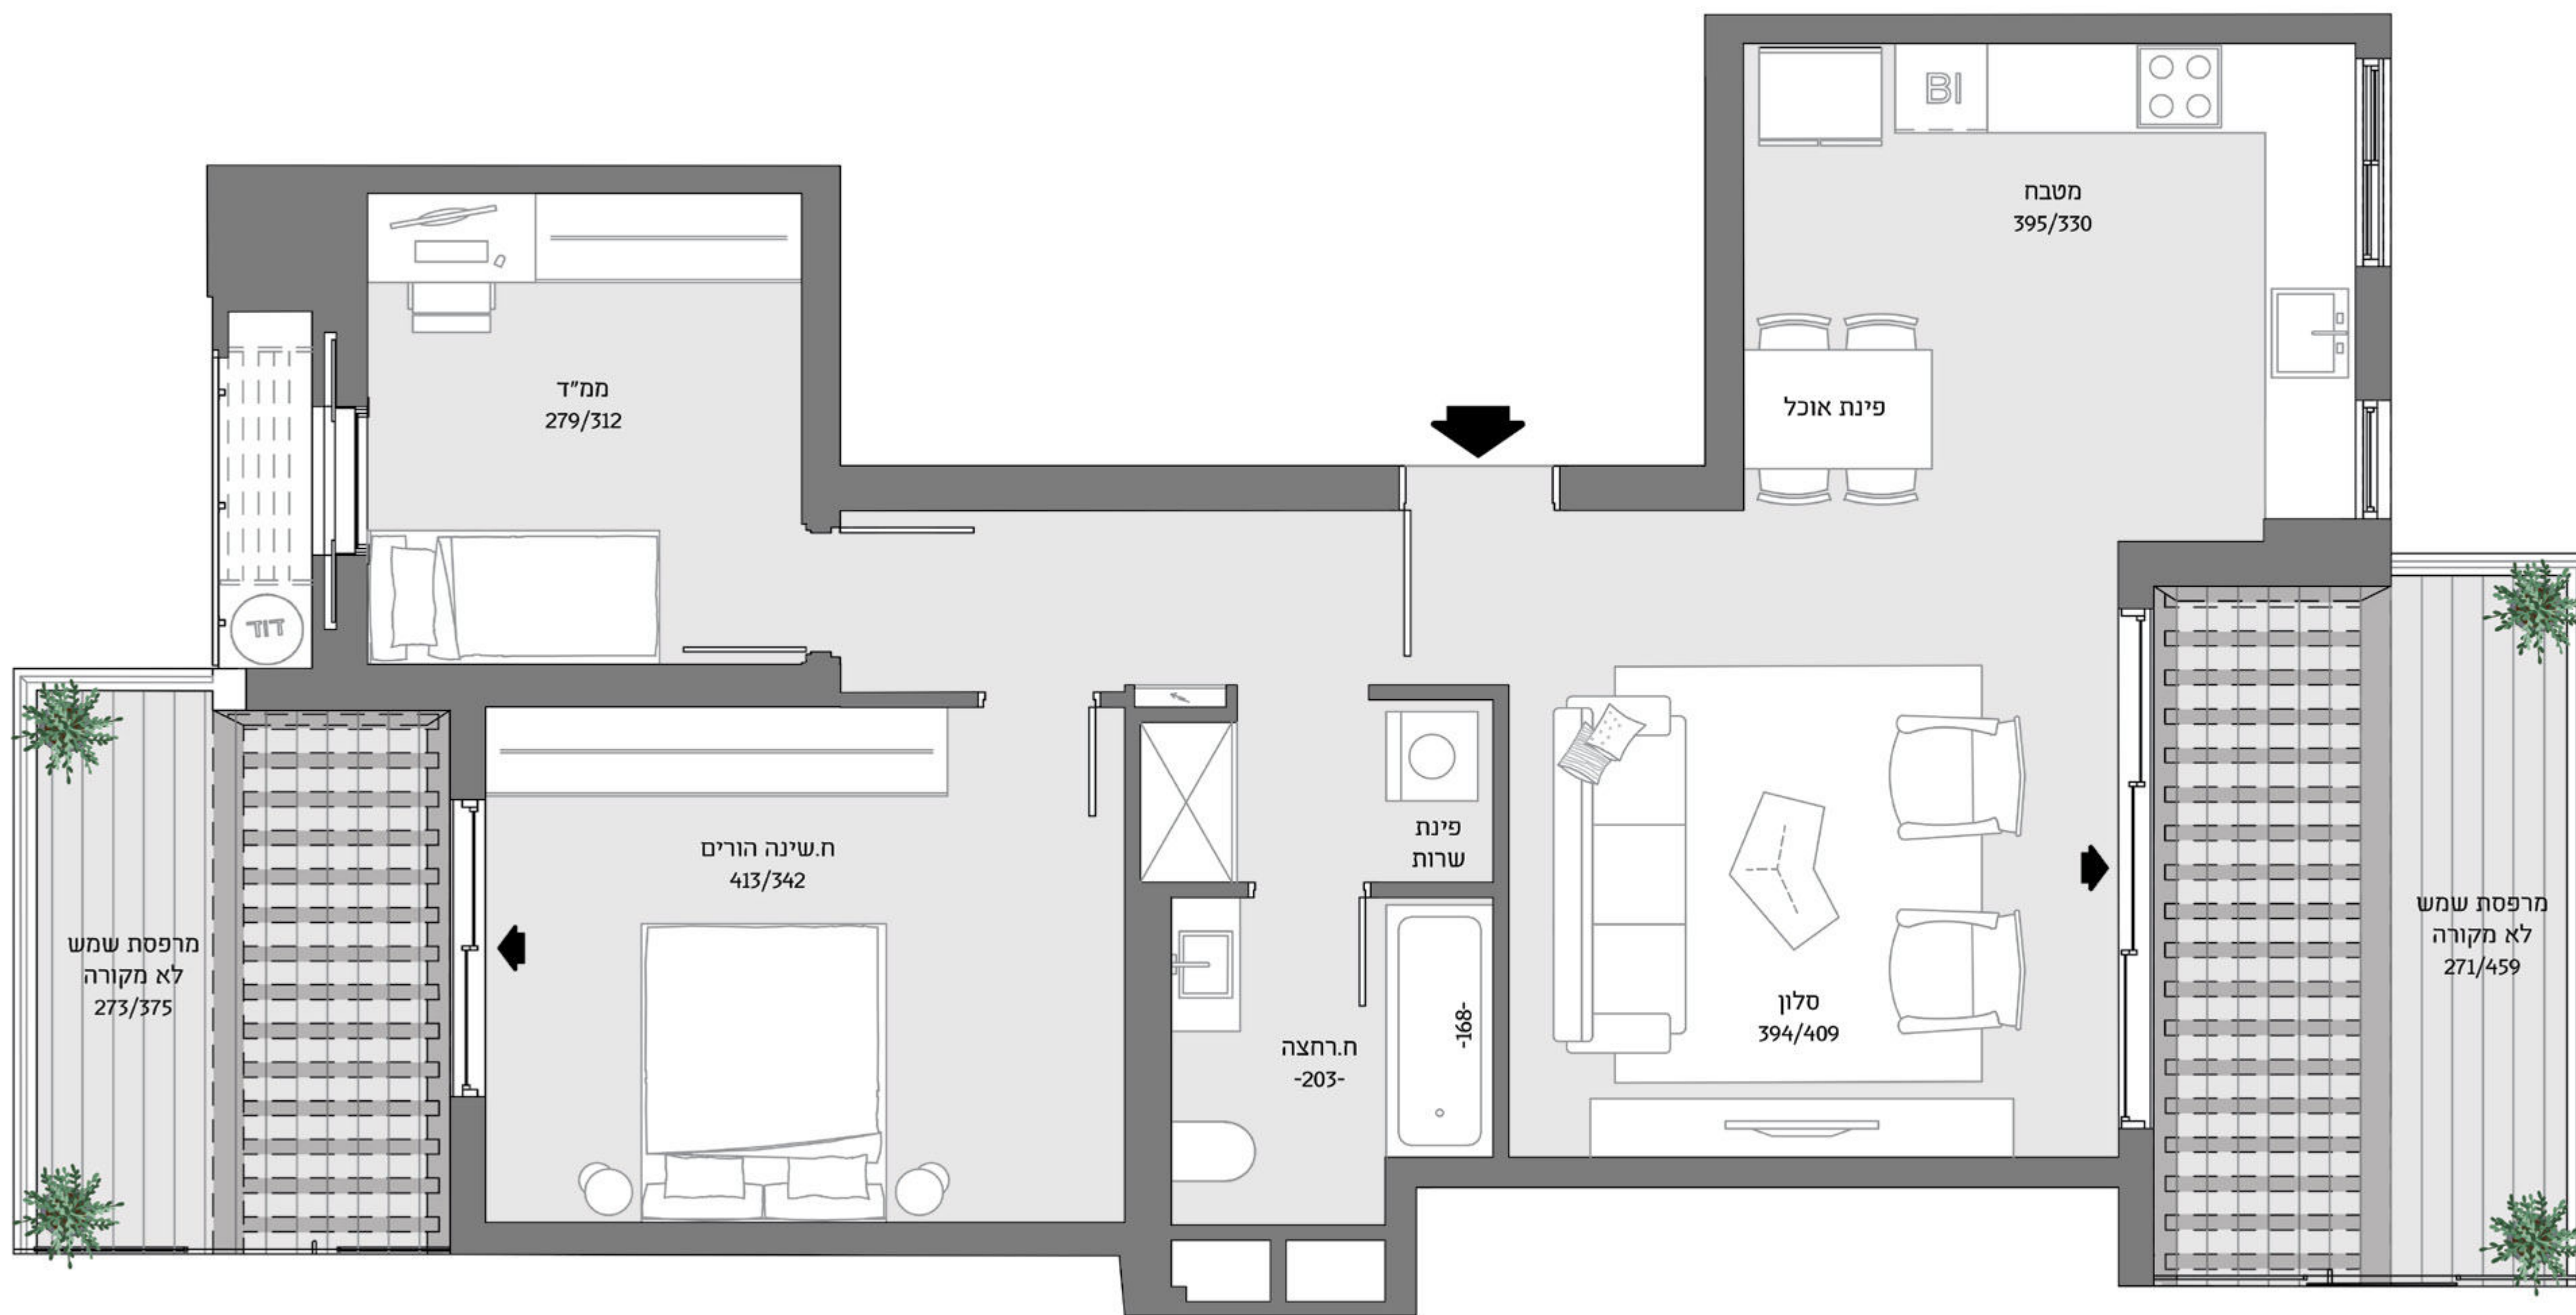 BI
מטבח
395/330
ממ"ד
279/312
פינת אוכל
דוד
פינת
שרות
ח.שינה הורים
413/342
מרפסת שמש
לא מקורה
271/459
מרפסת שמש
לא מקורה
273/375
סלון
394/409
-168-
ח.רחצה
-203-